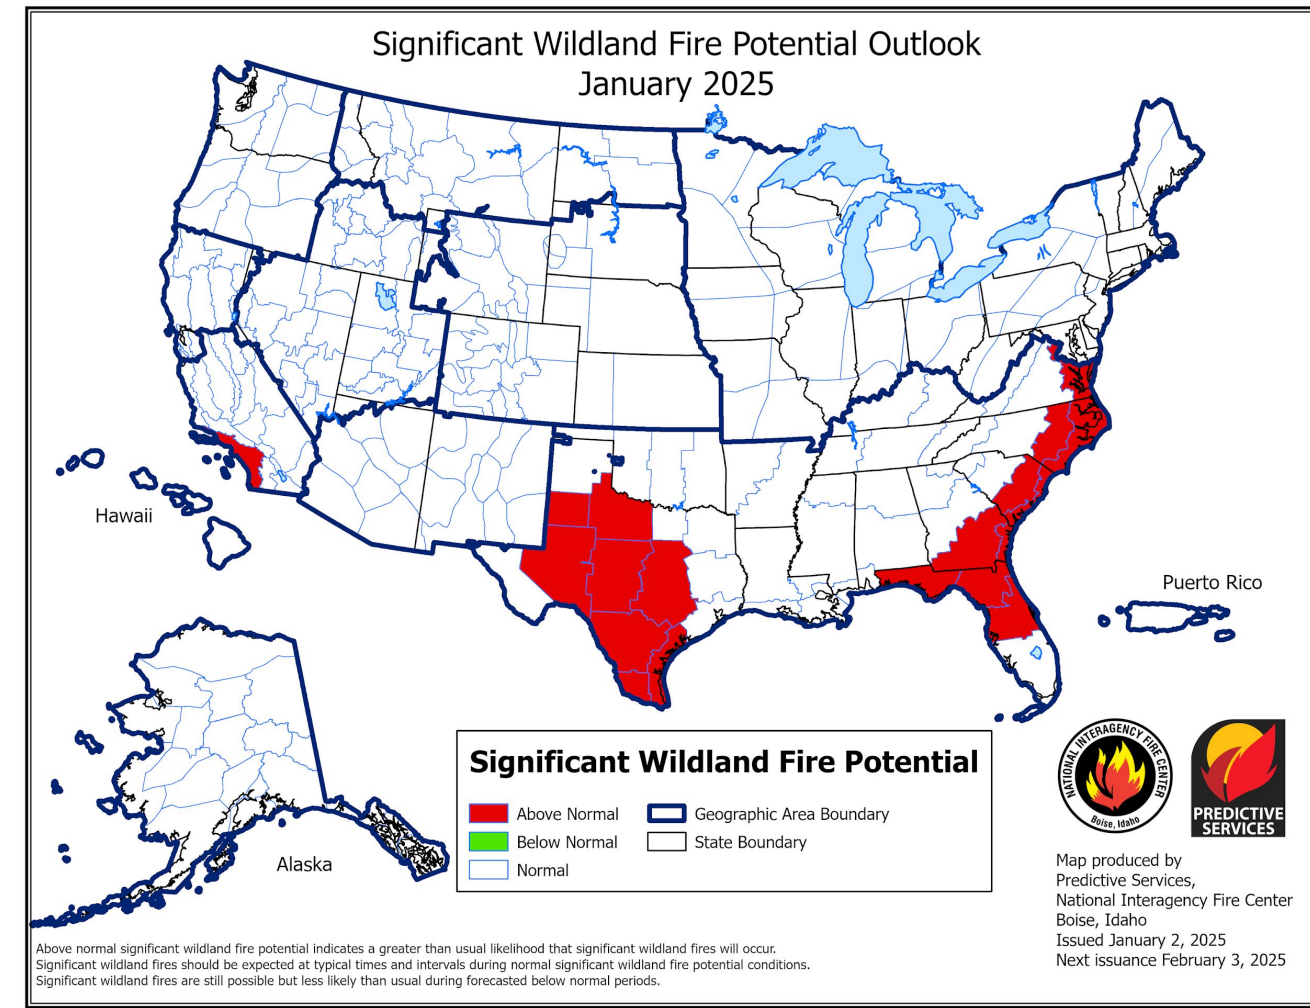 Significant Wildland Fire Potential Outlook
January 2025
Hawaii
Puerto Rico
Alaska
Significant Wildland Fire Potential
Above Normal
Below Normal
Normal
Geographic Area Boundary
State Boundary
NATIONAL INTERAGENCY FIRE CENTER
Boise, Idaho
PREDICTIVE
SERVICES
Map produced by
Predictive Services,
National Interagency Fire Center
Boise, Idaho
Issued January 2, 2025
Next issuance February 3, 2025
Above normal significant wildland fire potential indicates a greater than usual likelihood that significant wildland fires will occur.
Significant wildland fires should be expected at typical times and intervals during normal significant wildland fire potential conditions.
Significant wildland fires are still possible but less likely than usual during forecasted below normal periods.